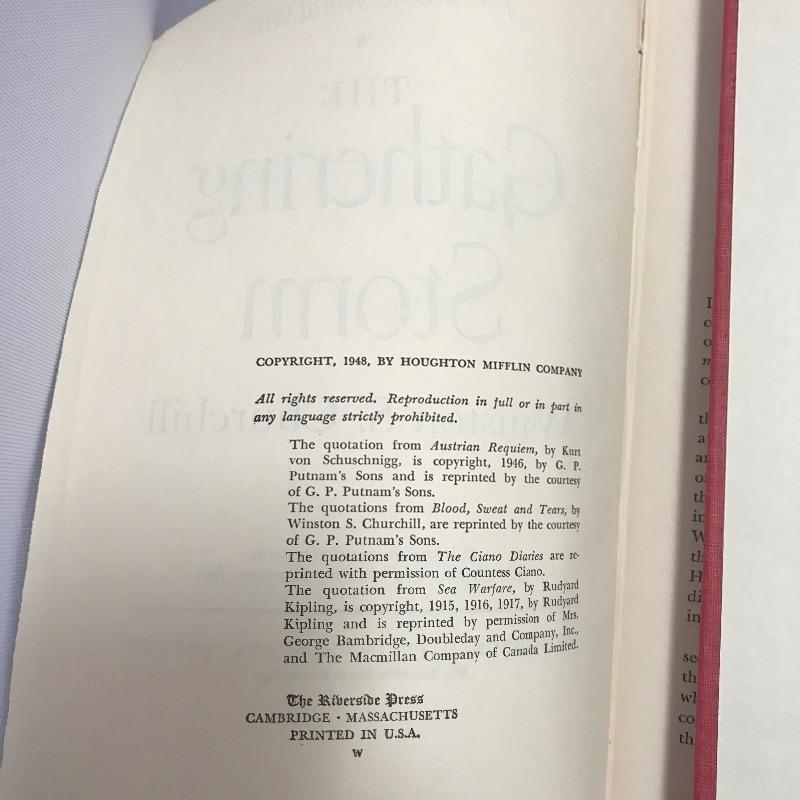 COPYRIGHT, 1948, BY HOUGHTON MIFFLIN COMPANY
All rights reserved. Reproduction in full or in part in
any language strictly prohibited.
The quotation from Austrian Requiem, by Kurt
von Schuschnigg, is copyright, 1946, by G. P.
Putnam's Sons and is reprinted by the courtesy
of G. P. Putnam's Sons.
The quotations from Blood, Sweat and Tears, by
Winston S. Churchill, are reprinted by the courtesy
of G. P. Putnam's Sons.
The quotations from The Ciano Diaries are re-
printed with permission of Countess Ciano.
The quotation from Sea Warfare, by Rudyard
Kipling, is copyright, 1915, 1916, 1917, by Rudyard
Kipling and is reprinted by permission of Mrs.
George Bambridge, Doubleday and Company, Inc.,
and The Macmillan Company of Canada Limited.
The Riverside Press
CAMBRIDGE · MASSACHUSETTS
PRINTED IN U.S.A.
W
THE
Gathering
Storm